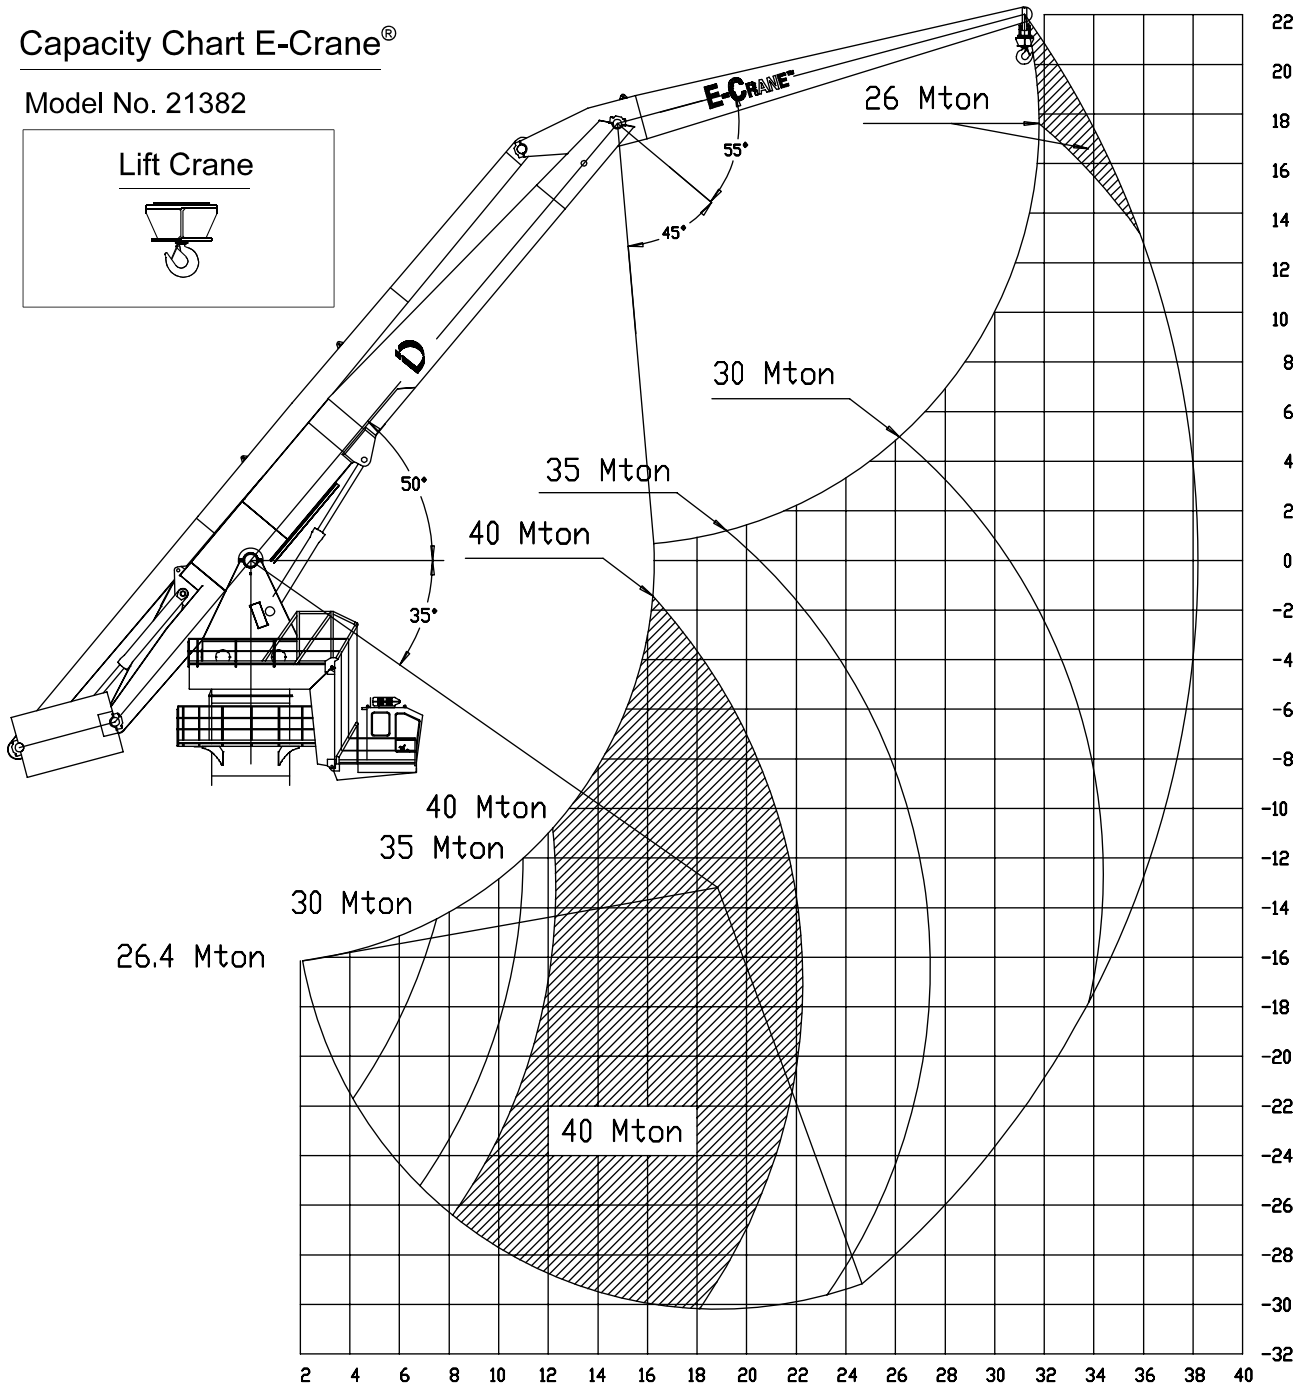 Capacity Chart E-Crane®
Model No. 21382
Lift Crane
E-CRANE™
D
26 Mton
55°
45°
30 Mton
35 Mton
50°
40 Mton
35°
40 Mton
35 Mton
30 Mton
26.4 Mton
40 Mton
22
20
18
16
14
12
10
8
6
4
2
0
-2
-4
-6
-8
-10
-12
-14
-16
-18
-20
-22
-24
-26
-28
-30
-32
2 4 6 8 10 12 14 16 18 20 22 24 26 28 30 32 34 36 38 40